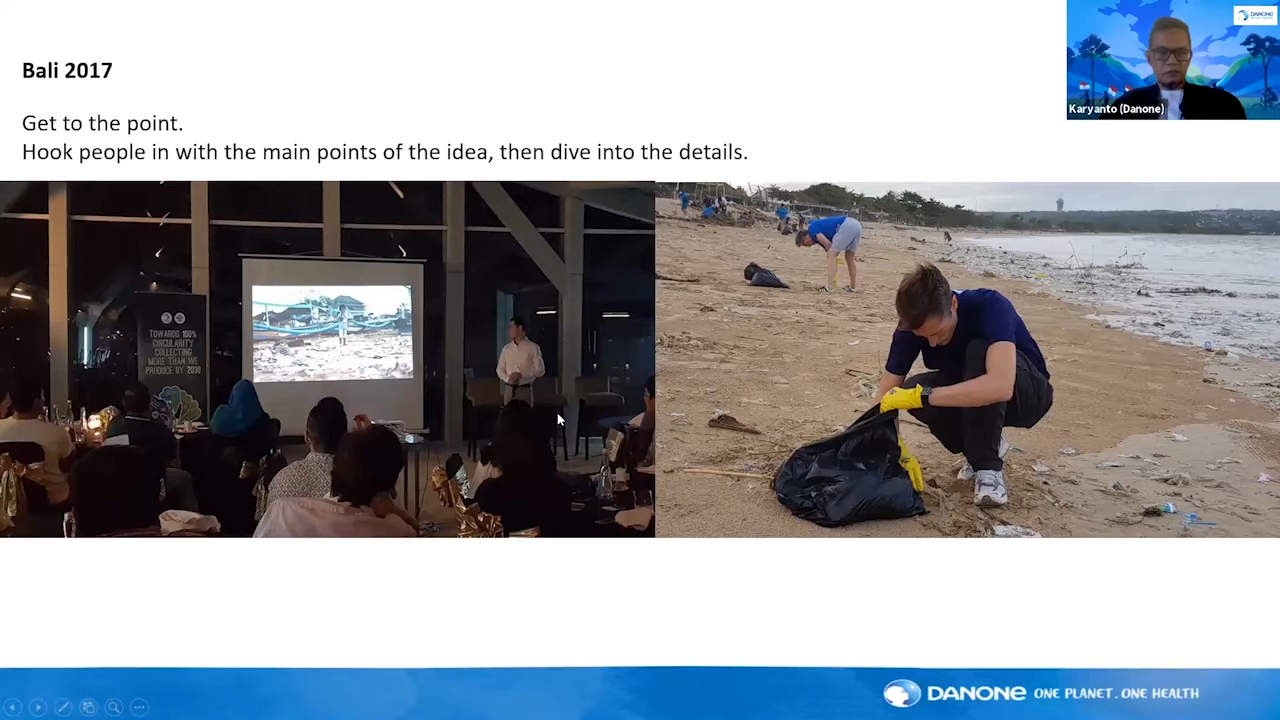 Bali 2017
DANONE
Karyanto (Danone)
Get to the point.
Hook people in with the main points of the idea, then dive into the details.
TOWARDS 100%
CIRCULARITY
COLLECTING
MORE THAN WE
PRODUCE BY 2030
DANONE ONE PLANET. ONE HEALTH